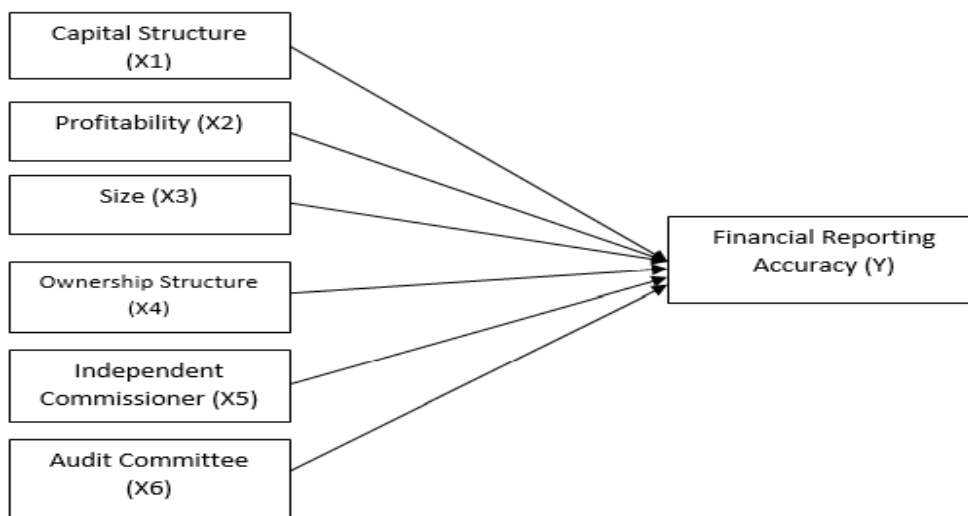 Capital Structure
(X1)
Profitability (X2)
Size (X3)
Ownership Structure
(X4)
Independent
Commissioner (X5)
Audit Committee
(X6)
Financial Reporting
Accuracy (Y)